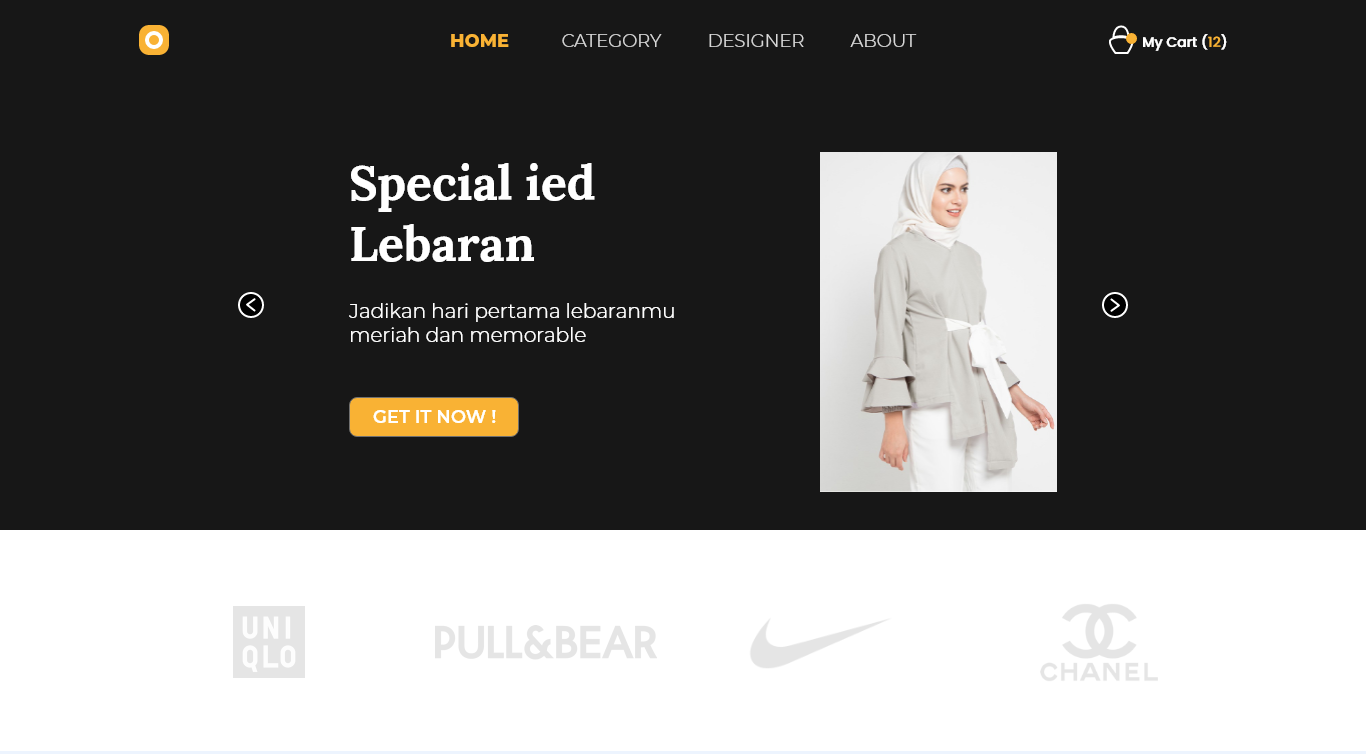 HOME
CATEGORY
DESIGNER
ABOUT
My Cart (12)
Special ied
Lebaran
Jadikan hari pertama lebaranmu
meriah dan memorable
GET IT NOW !
UNI
QLO
PULL&BEAR
CHANEL